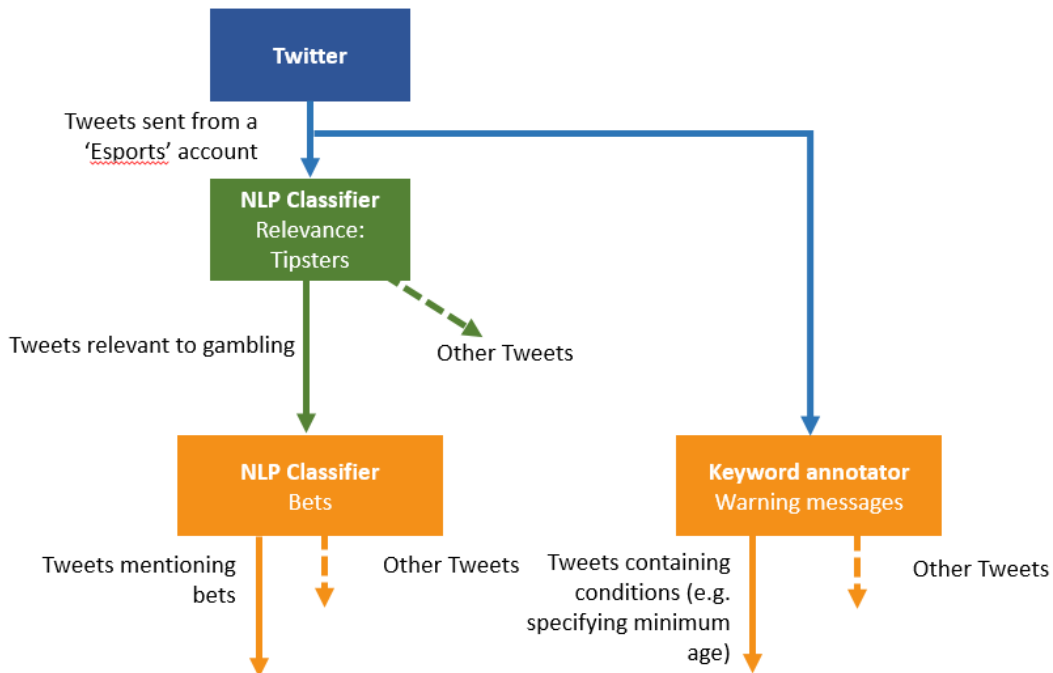 Twitter
Tweets sent from a
‘Esports’ account
NLP Classifier
Relevance:
Tipsters
Tweets relevant to gambling
Other Tweets
NLP Classifier
Bets
Keyword annotator
Warning messages
Tweets mentioning
bets
Other Tweets
Tweets containing
conditions (e.g.
specifying minimum
age)
Other Tweets